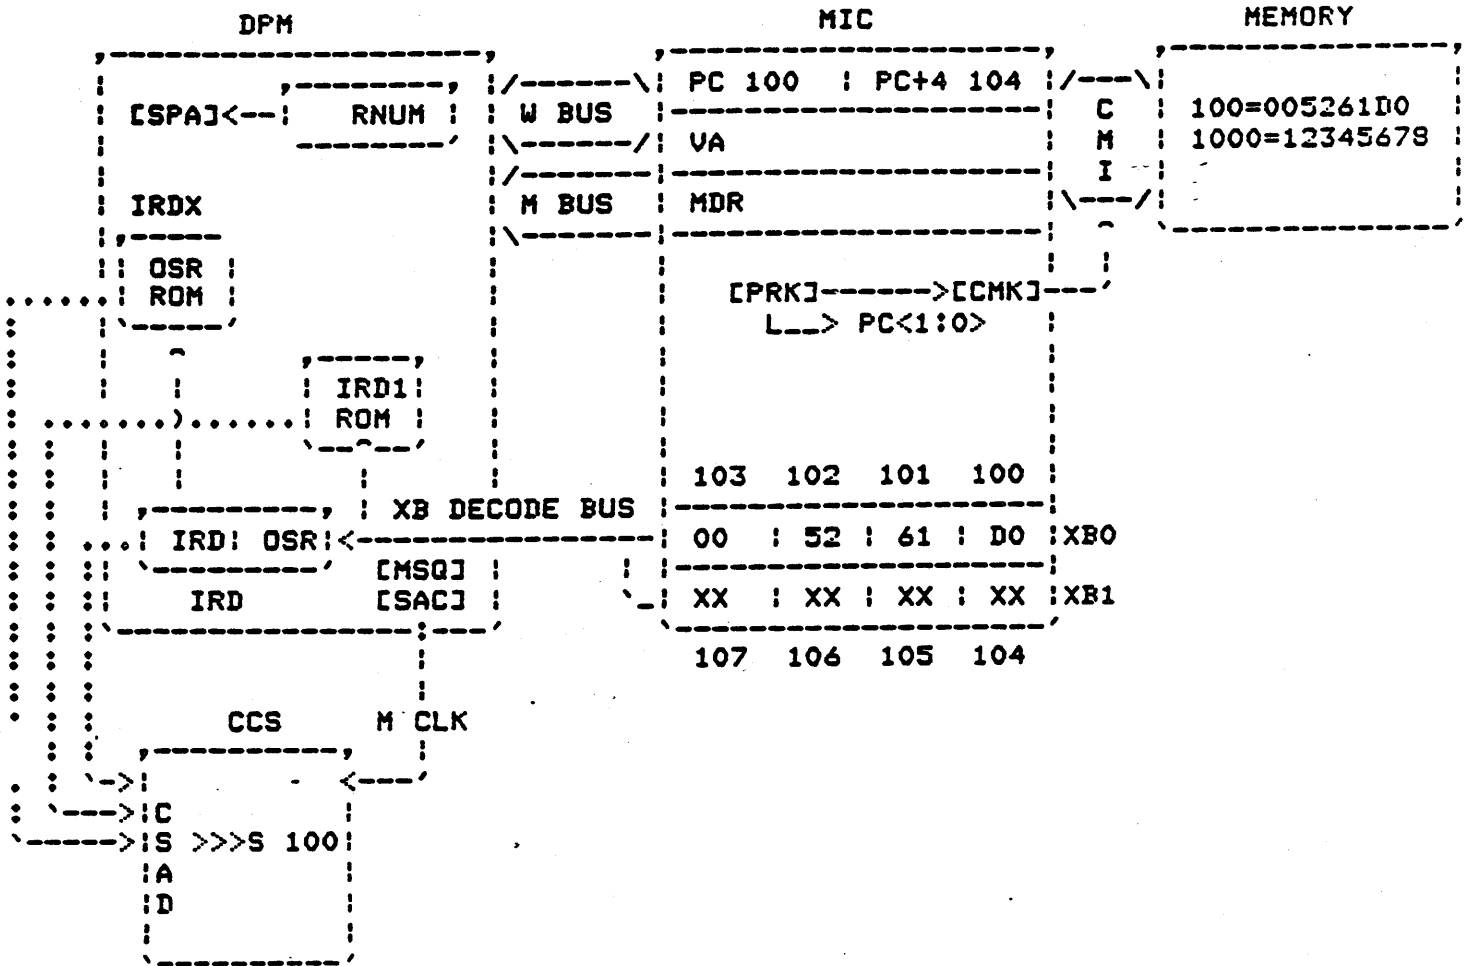 DPM MIC MEMORY
PC 100 PC+4 104
[SPA]<-- RNUM W BUS C 100=005261D0
VA M 1000=12345678
I
IRDX M BUS MDR
OSR
ROM [PRK]------>[CMK]
L__> PC<1:0>
IRD1
ROM
103 102 101 100
XB DECODE BUS
IRD OSR 00 52 61 D0 XB0
[MSQ]
IRD [SAC] XX XX XX XX XB1
107 106 105 104
CCS M CLK
C
S >>>S 100
A
D